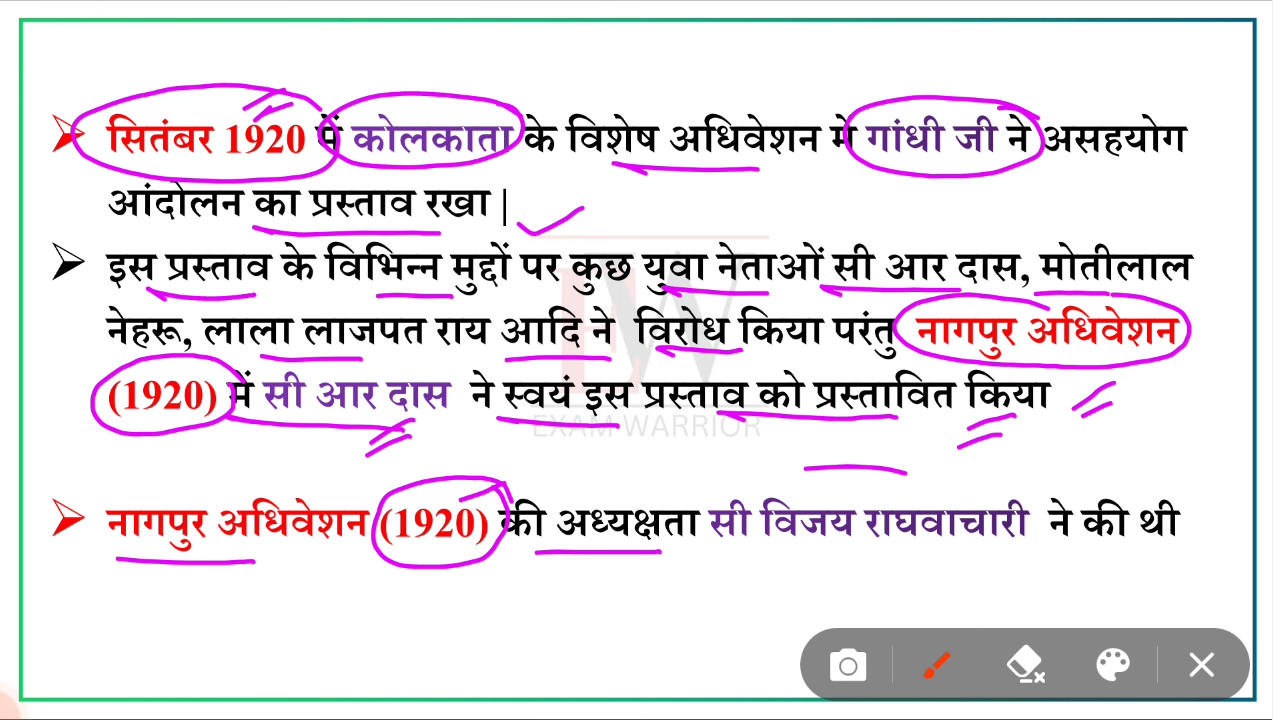 सितंबर 1920 में कोलकाता के विशेष अधिवेशन में गांधी जी ने असहयोग
आंदोलन का प्रस्ताव रखा |
इस प्रस्ताव के विभिन्न मुद्दों पर कुछ युवा नेताओं सी आर दास, मोतीलाल
नेहरू, लाला लाजपत राय आदि ने विरोध किया परंतु नागपुर अधिवेशन
(1920) में सी आर दास ने स्वयं इस प्रस्ताव को प्रस्तावित किया
EXAM WARRIOR
नागपुर अधिवेशन (1920) की अध्यक्षता सी विजय राघवाचारी ने की थी